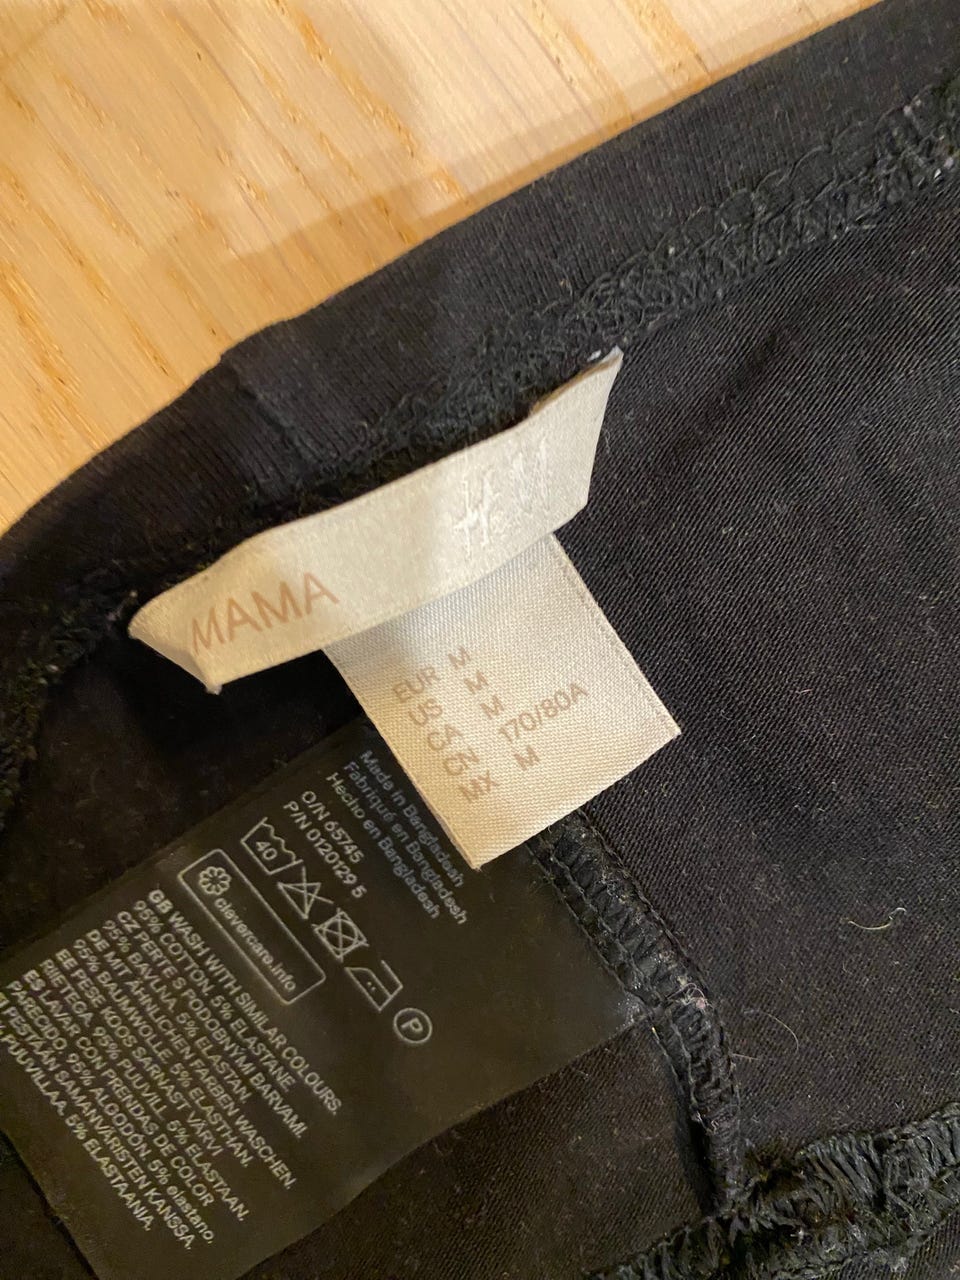 H&M
MAMA
EUR M
US M
CA M
CN 170/80A
MX M
Made in Bangladesh
Fabriqué en Bangladesh
Hecho en Bangladesh
O/N 65745
P/N 0120129 5
40
P
clevercare.info
GB WASH WITH SIMILAR COLOURS.
95% COTTON, 5% ELASTANE
CZ PERTE S PODOBNÝMI BARVAMI.
95% BAVLNA, 5% ELASTAN
DE MIT ÄHNLICHEN FARBEN WASCHEN.
95% BAUMWOLLE, 5% ELASTHAN.
EE PESE KOOS SARNAST VÄRVI
RIIETEGA. 95% PUUVILL, 5% ELASTAAN.
ES LAVAR CON PRENDAS DE COLOR
PARECIDO. 95% ALGODÓN, 5% elastano.
PESTÄÄN SAMANVÄRISTEN KANSSA.
PUUVILLAA, 5% ELASTAANIA.